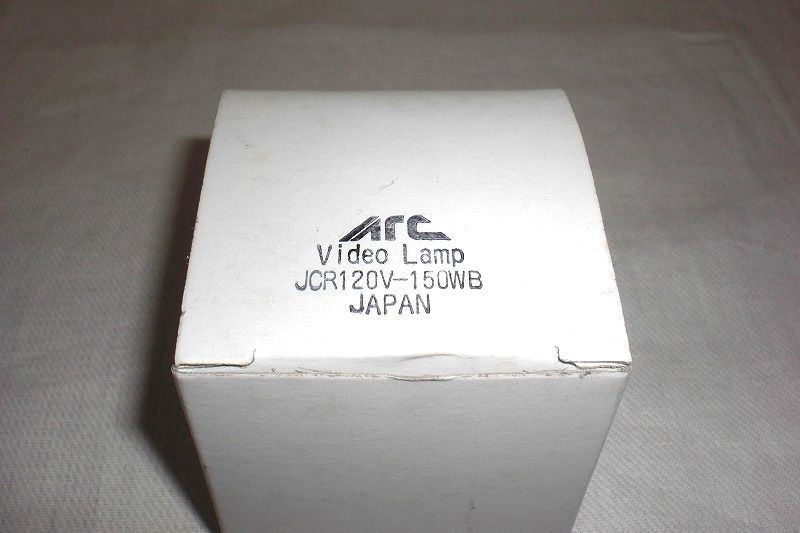 ARC
Video Lamp
JCR120V-150WB
JAPAN